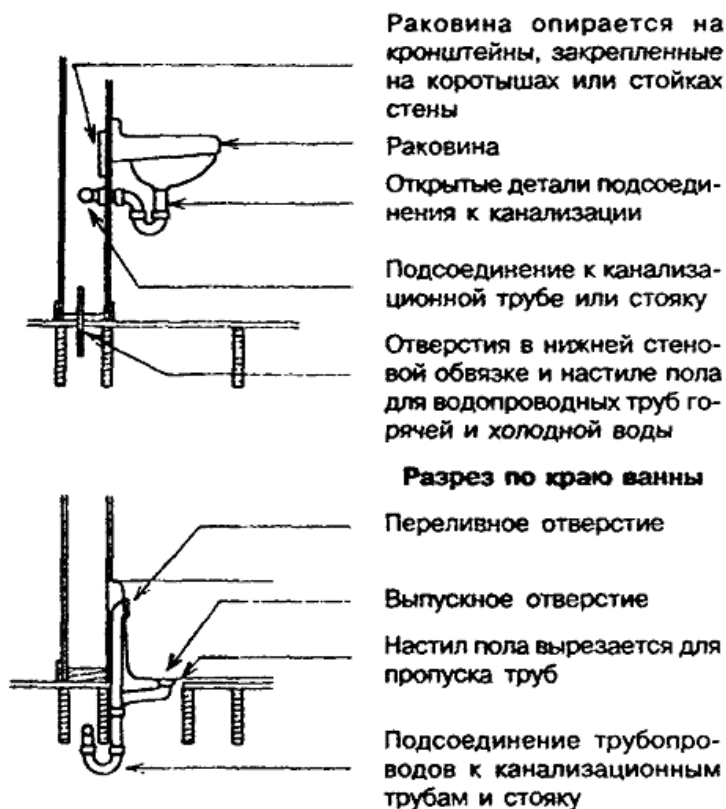 Раковина опирается на
кронштейны, закрепленные
на коротышах или стойках
стены
Раковина
Открытые детали подсоеди-
нения к канализации
Подсоединение к канализа-
ционной трубе или стояку
Отверстия в нижней стено-
вой обвязке и настиле пола
для водопроводных труб го-
рячей и холодной воды
Разрез по краю ванны
Переливное отверстие
Выпускное отверстие
Настил пола вырезается для
пропуска труб
Подсоединение трубопро-
водов к канализационным
трубам и стояку